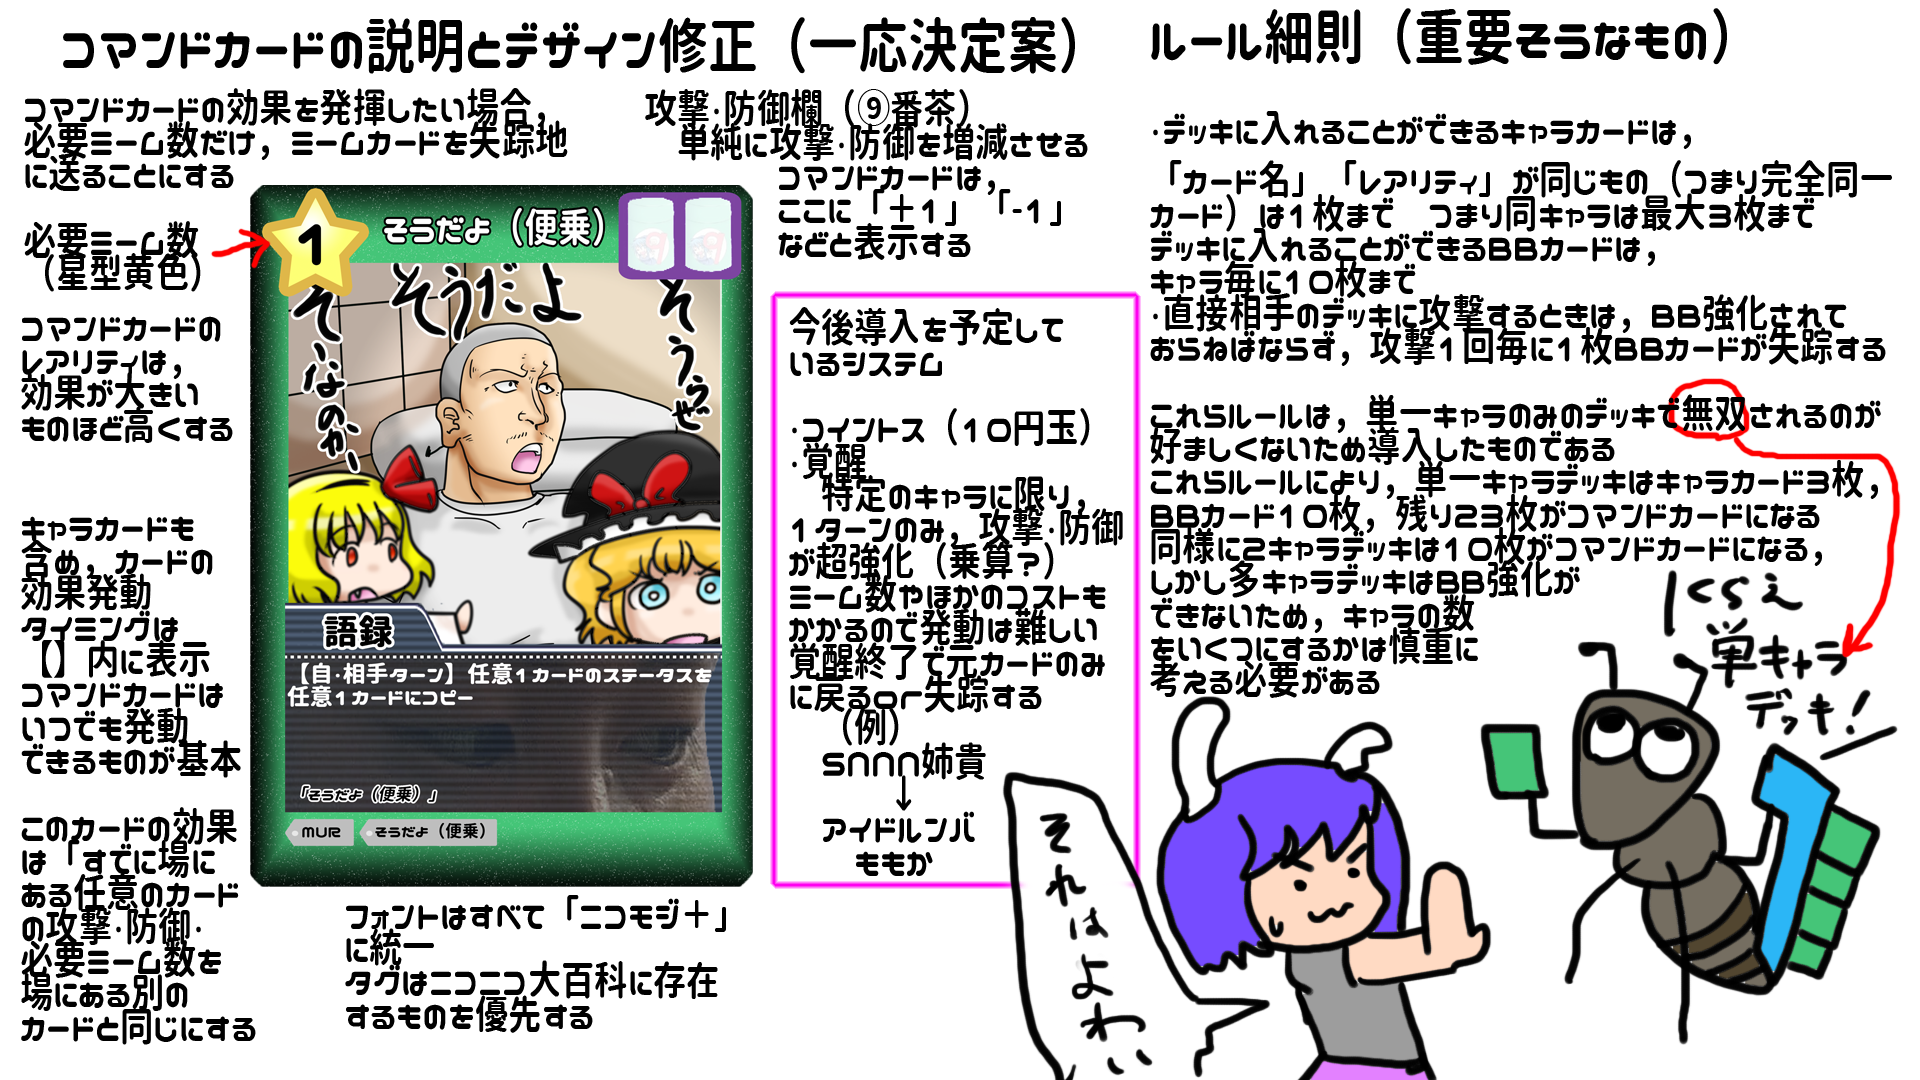 コマンドカードの説明とデザイン修正（一応決定案）
コマンドカードの効果を発揮したい場合，
必要ミーム数だけ，ミームカードを失踪地
に送ることにする
攻撃･防御欄（⑨番茶）
単純に攻撃･防御を増減させる
コマンドカードは，
ここに「＋１」「-１」
などと表示する
必要ミーム数
（星型黄色）
コマンドカードの
レアリティは，
効果が大きい
ものほど高くする
キャラカードも
含め，カードの
効果発動
タイミングは
【】内に表示
コマンドカードは
いつでも発動
できるものが基本
このカードの効果
は「すでに場に
ある任意のカード
の攻撃･防御･
必要ミーム数を
場にある別の
カードと同じにする
1
そうだよ（便乗）
そうだよ
そ、なのか、
そうらぜ
語録
【自･相手ターン】任意１カードのステータスを
任意１カードにコピー
「そうだよ（便乗）」
MUR
そうだよ（便乗）
フォントはすべて「ニコモジ＋」
に統一
タグはニコニコ大百科に存在
するものを優先する
今後導入を予定して
いるシステム
･コイントス（１０円玉）
･覚醒
特定のキャラに限り，
１ターンのみ，攻撃･防御
が超強化（乗算？）
ミーム数やほかのコストも
かかるので発動は難しい
覚醒終了で元カードのみ
に戻るor失踪する
（例）
SNNN姉貴
↓
アイドルンバ
ももか
ルール細則（重要そうなもの）
･デッキに入れることができるキャラカードは，
「カード名」「レアリティ」が同じもの（つまり完全同一
カード）は１枚まで　つまり同キャラは最大３枚まで
デッキに入れることができるＢＢカードは，
キャラ毎に１０枚まで
･直接相手のデッキに攻撃するときは，ＢＢ強化されて
おらねばならず，攻撃１回毎に１枚ＢＢカードが失踪する
これらルールは，単一キャラのみのデッキで無双されるのが
好ましくないため導入したものである
これらルールにより，単一キャラデッキはキャラカード３枚，
ＢＢカード１０枚，残り２３枚がコマンドカードになる
同様に２キャラデッキは１０枚がコマンドカードになる，
しかし多キャラデッキはＢＢ強化が
できないため，キャラの数
をいくつにするかは慎重に
考える必要がある
くらえ
単キャラ
デッキ！
それはよわい